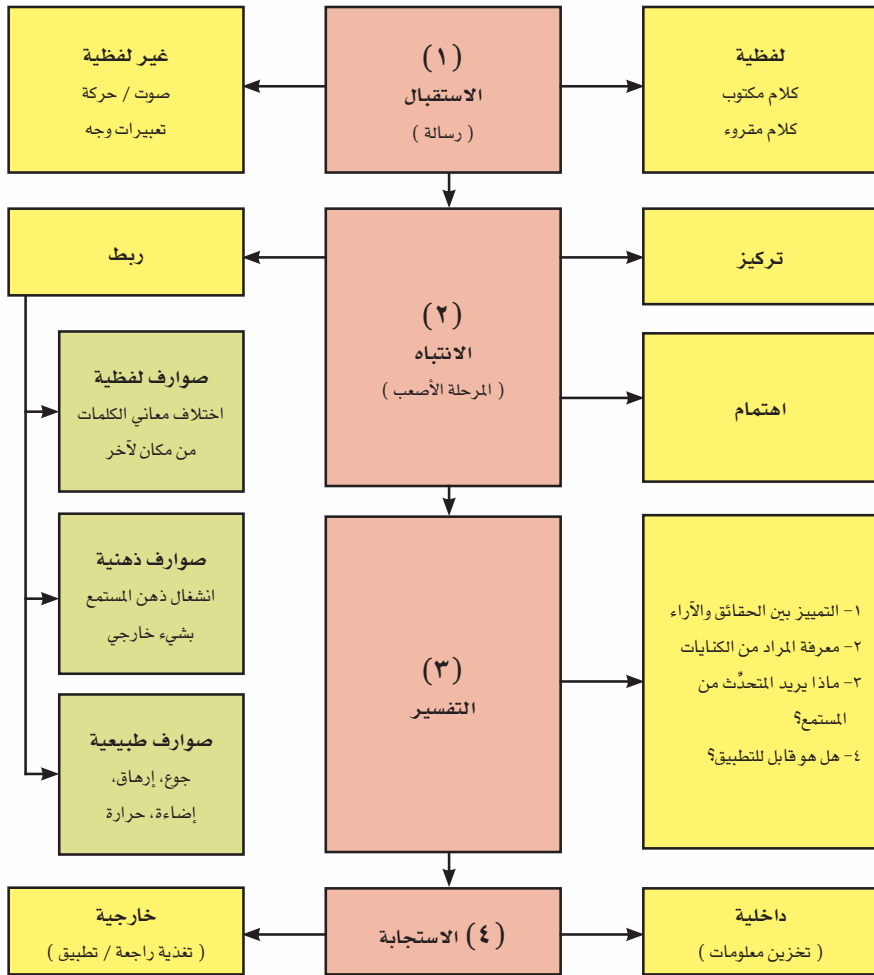 لفظية
كلام مكتوب
كلام مقروء
(١)
الاستقبال
( رسالة )
غير لفظية
صوت / حركة
تعبيرات وجه
تركيز
اهتمام
(٢)
الانتباه
( المرحلة الأصعب )
ربط
صوارف لفظية
اختلاف معاني الكلمات
من مكان لآخر
صوارف ذهنية
انشغال ذهن المستمع
بشيء خارجي
صوارف طبيعية
جوع، إرهاق،
إضاءة، حرارة
(٣)
التفسير
١- التمييز بين الحقائق والآراء
٢- معرفة المراد من الكنايات
٣- ماذا يريد المتحدِّث من
المستمع؟
٤- هل هو قابل للتطبيق؟
داخلية
( تخزين معلومات )
(٤) الاستجابة
خارجية
( تغذية راجعة / تطبيق )